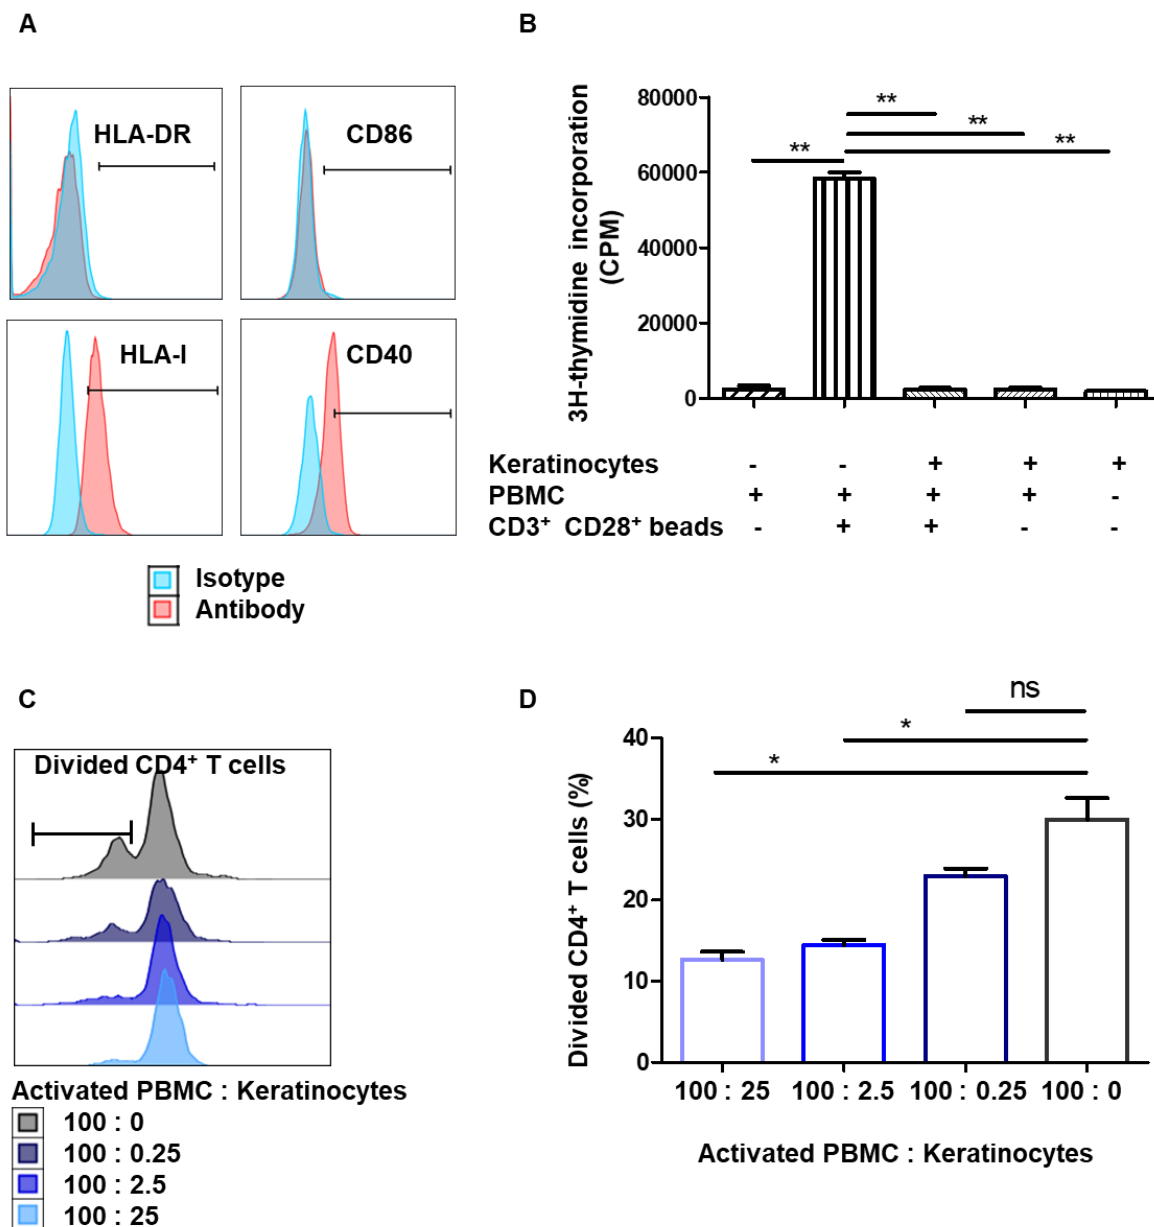 A
HLA-DR
CD86
HLA-I
CD40
Isotype
Antibody
B
3H-thymidine incorporation
(CPM)
80000
60000
40000
20000
0
**
**
**
**
Keratinocytes - - + + +
PBMC + + + + -
CD3⁺ CD28⁺ beads - + + - -
C
Divided CD4⁺ T cells
Activated PBMC : Keratinocytes
100 : 0
100 : 0.25
100 : 2.5
100 : 25
D
Divided CD4⁺ T cells (%)
40
30
20
10
0
ns
*
*
100 : 25 100 : 2.5 100 : 0.25 100 : 0
Activated PBMC : Keratinocytes